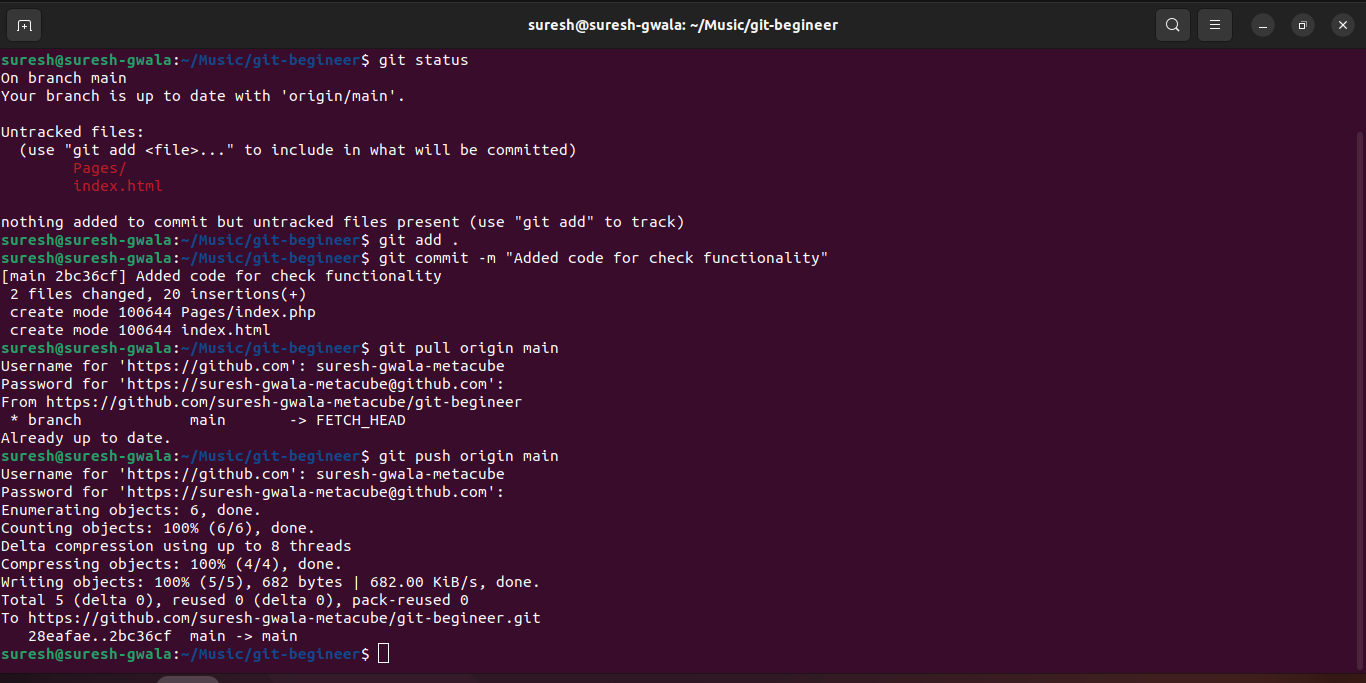 suresh@suresh-gwala: ~/Music/git-begineer
suresh@suresh-gwala:~/Music/git-begineer$ git status
On branch main
Your branch is up to date with 'origin/main'.
Untracked files:
  (use "git add <file>..." to include in what will be committed)
        Pages/
        index.html
nothing added to commit but untracked files present (use "git add" to track)
suresh@suresh-gwala:~/Music/git-begineer$ git add .
suresh@suresh-gwala:~/Music/git-begineer$ git commit -m "Added code for check functionality"
[main 2bc36cf] Added code for check functionality
 2 files changed, 20 insertions(+)
 create mode 100644 Pages/index.php
 create mode 100644 index.html
suresh@suresh-gwala:~/Music/git-begineer$ git pull origin main
Username for 'https://github.com': suresh-gwala-metacube
Password for 'https://suresh-gwala-metacube@github.com':
From https://github.com/suresh-gwala-metacube/git-begineer
 * branch            main       -> FETCH_HEAD
Already up to date.
suresh@suresh-gwala:~/Music/git-begineer$ git push origin main
Username for 'https://github.com': suresh-gwala-metacube
Password for 'https://suresh-gwala-metacube@github.com':
Enumerating objects: 6, done.
Counting objects: 100% (6/6), done.
Delta compression using up to 8 threads
Compressing objects: 100% (4/4), done.
Writing objects: 100% (5/5), 682 bytes | 682.00 KiB/s, done.
Total 5 (delta 0), reused 0 (delta 0), pack-reused 0
To https://github.com/suresh-gwala-metacube/git-begineer.git
   28eafae..2bc36cf  main -> main
suresh@suresh-gwala:~/Music/git-begineer$